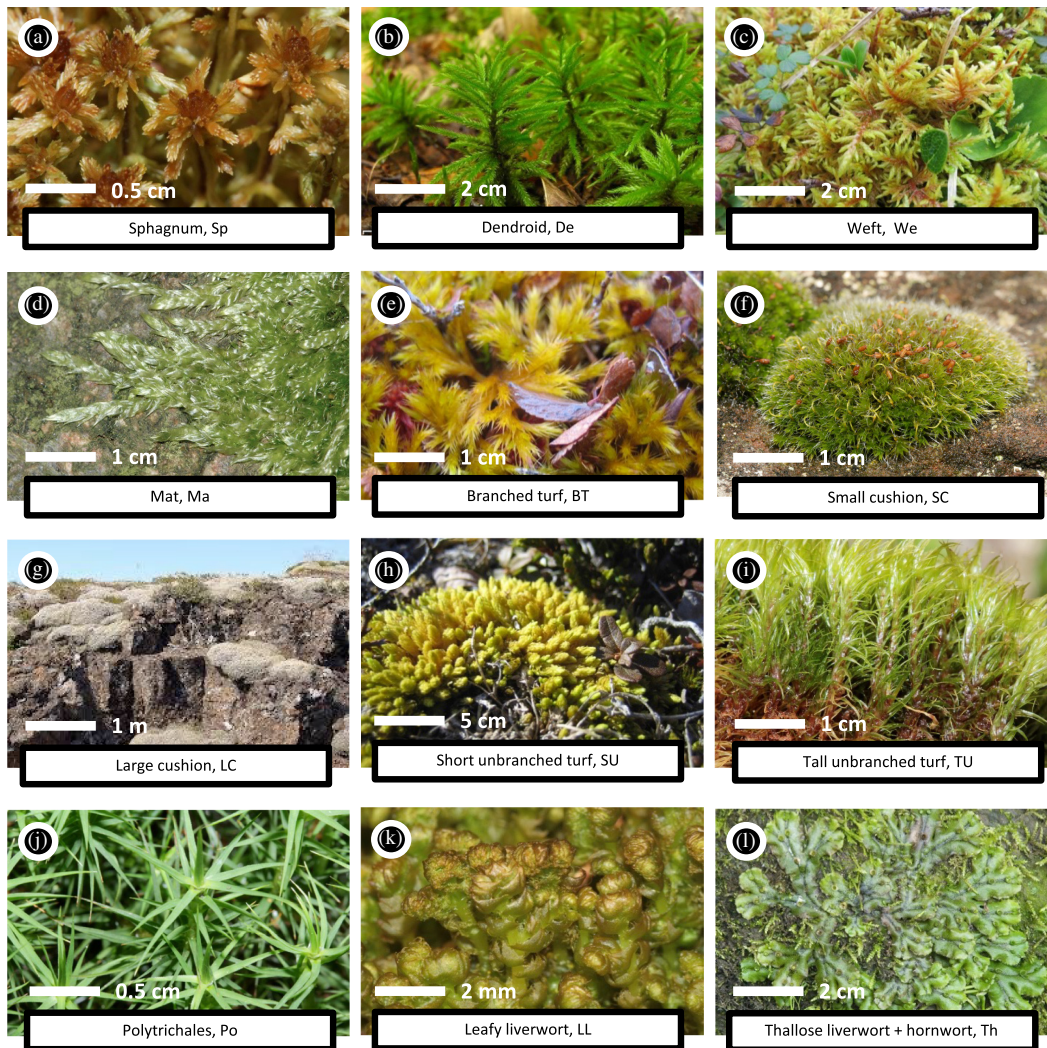 (a)
0.5 cm
Sphagnum, Sp
(b)
2 cm
Dendroid, De
(c)
2 cm
Weft, We
(d)
1 cm
Mat, Ma
(e)
1 cm
Branched turf, BT
(f)
1 cm
Small cushion, SC
(g)
1 m
Large cushion, LC
(h)
5 cm
Short unbranched turf, SU
(i)
1 cm
Tall unbranched turf, TU
(j)
0.5 cm
Polytrichales, Po
(k)
2 mm
Leafy liverwort, LL
(l)
2 cm
Thallose liverwort + hornwort, Th